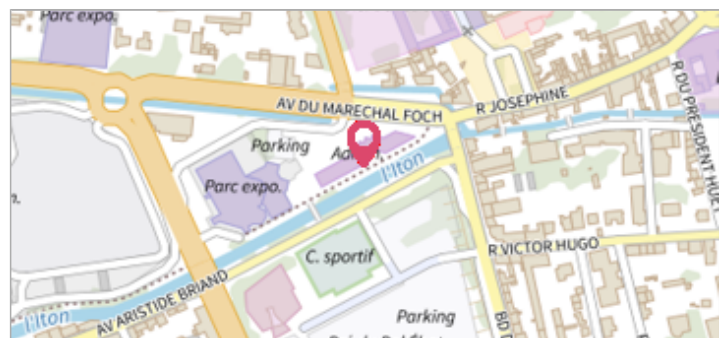 Parc expo.
AV DU MARECHAL FOCH
R JOSEPHINE
R DU PRESIDENT HUET
Parking
Parc expo.
l'Iton
C. sportif
R VICTOR HUGO
AV ARISTIDE BRIAND
l'Iton
Parking
BD D